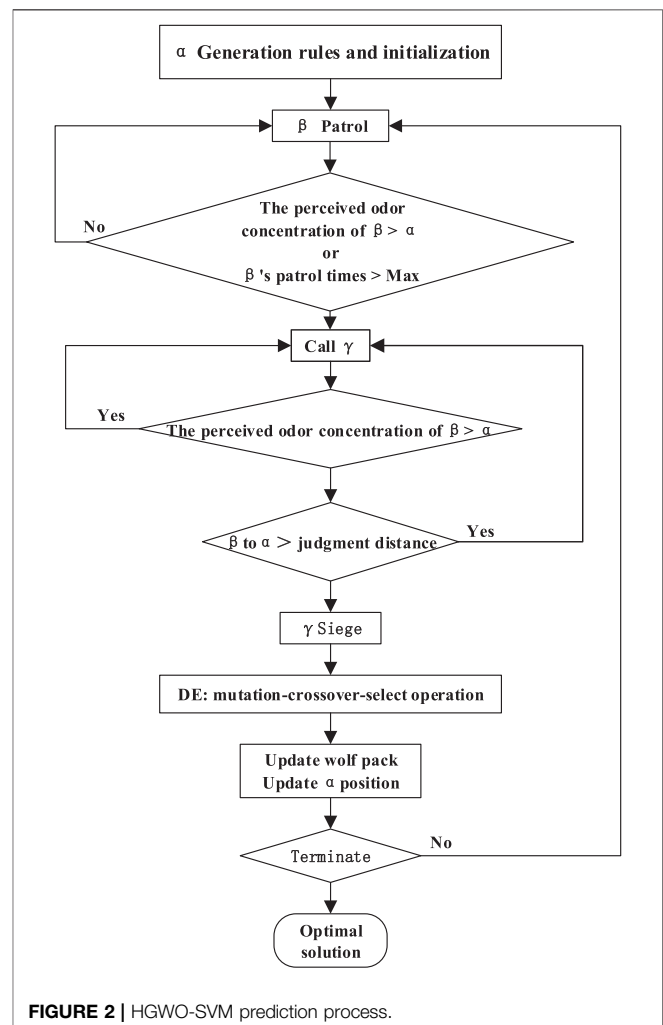 α Generation rules and initialization
β Patrol
No
The perceived odor
concentration of β> α
or
β's patrol times > Max
Call γ
Yes
The perceived odor concentration of β> α
β to α > judgment distance
Yes
γ Siege
DE: mutation-crossover-select operation
Update wolf pack
Update α position
No
Terminate
Optimal
solution
FIGURE 2 | HGWO-SVM prediction process.